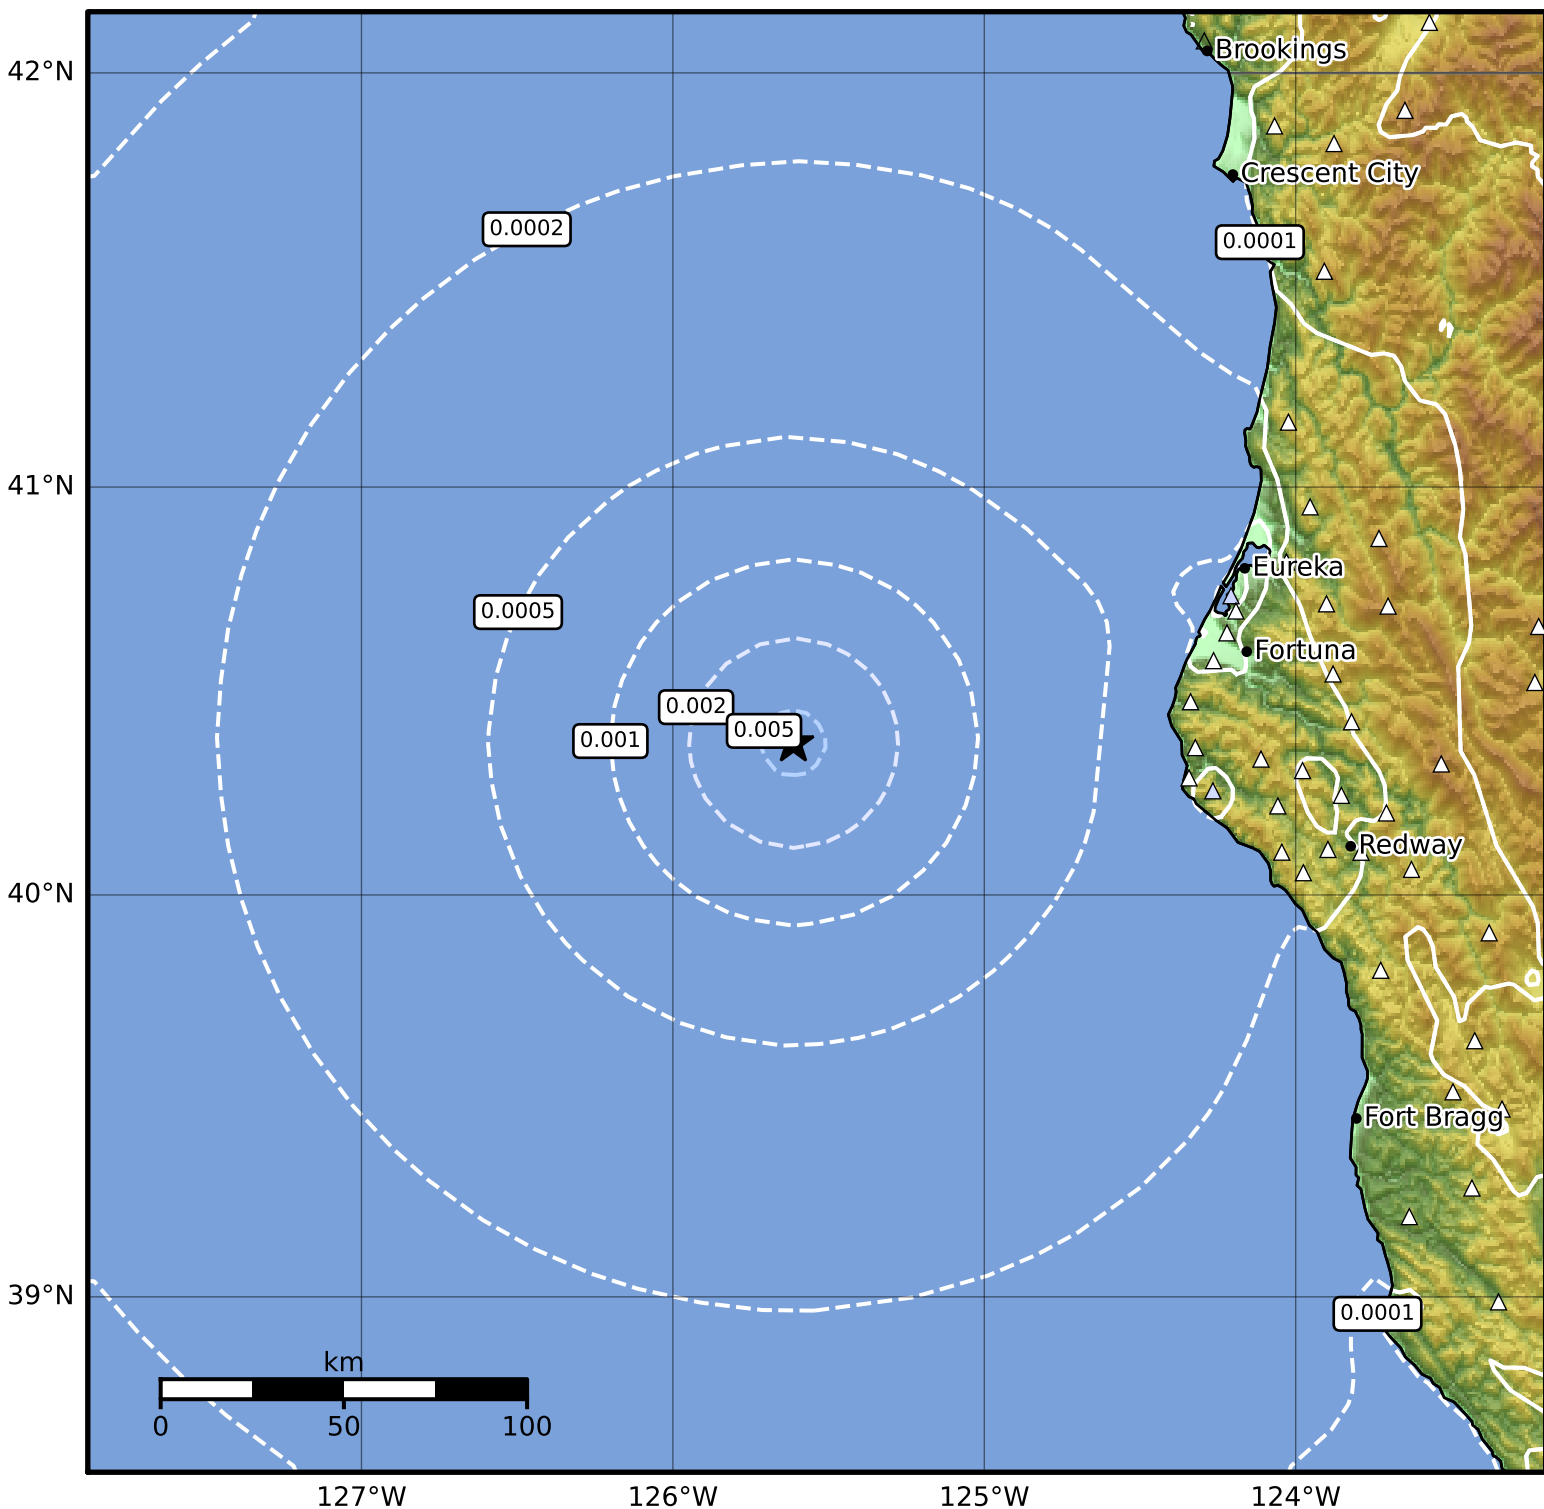 Brookings
42°N
Crescent City
0.0002
0.0001
41°N
Eureka
0.0005
Fortuna
0.002
0.005
0.001
Redway
40°N
Fort Bragg
39°N
0.0001
km
0 50 100
127°W 126°W 125°W 124°W